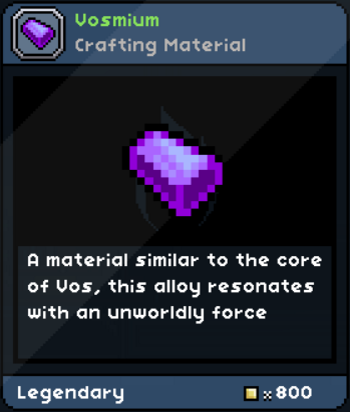 Vosmium
Crafting Material
A material similar to the core
of Vos, this alloy resonates
with an unworldly force
Legendary
x800